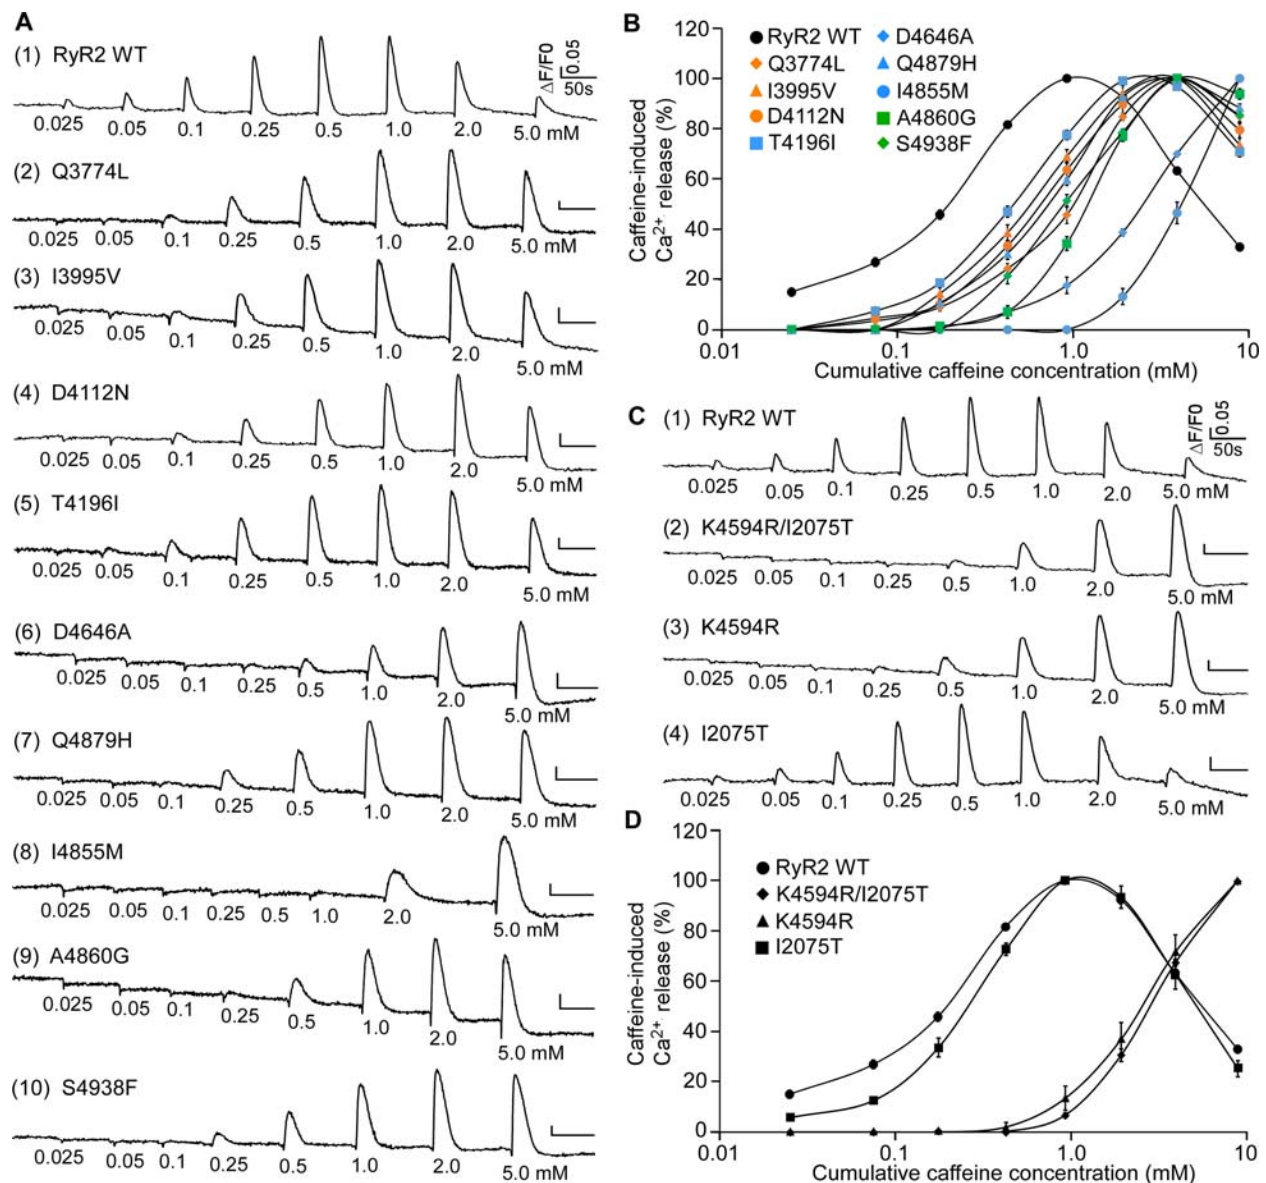 A
(1) RyR2 WT
ΔF/F0
0.05
50s
0.025 0.05 0.1 0.25 0.5 1.0 2.0 5.0 mM
(2) Q3774L
0.025 0.05 0.1 0.25 0.5 1.0 2.0 5.0 mM
(3) I3995V
0.025 0.05 0.1 0.25 0.5 1.0 2.0 5.0 mM
(4) D4112N
0.025 0.05 0.1 0.25 0.5 1.0 2.0 5.0 mM
(5) T4196I
0.025 0.05 0.1 0.25 0.5 1.0 2.0 5.0 mM
(6) D4646A
0.025 0.05 0.1 0.25 0.5 1.0 2.0 5.0 mM
(7) Q4879H
0.025 0.05 0.1 0.25 0.5 1.0 2.0 5.0 mM
(8) I4855M
0.025 0.05 0.1 0.25 0.5 1.0 2.0 5.0 mM
(9) A4860G
0.025 0.05 0.1 0.25 0.5 1.0 2.0 5.0 mM
(10) S4938F
0.025 0.05 0.1 0.25 0.5 1.0 2.0 5.0 mM
B
Caffeine-induced
Ca2+ release (%)
120
100
80
60
40
20
0
RyR2 WT D4646A
Q3774L Q4879H
I3995V I4855M
D4112N A4860G
T4196I S4938F
0.01 0.1 1.0 10
Cumulative caffeine concentration (mM)
C
(1) RyR2 WT
ΔF/F0
0.05
50s
0.025 0.05 0.1 0.25 0.5 1.0 2.0 5.0 mM
(2) K4594R/I2075T
0.025 0.05 0.1 0.25 0.5 1.0 2.0 5.0 mM
(3) K4594R
0.025 0.05 0.1 0.25 0.5 1.0 2.0 5.0 mM
(4) I2075T
0.025 0.05 0.1 0.25 0.5 1.0 2.0 5.0 mM
D
Caffeine-induced
Ca2+ release (%)
120
100
80
60
40
20
0
RyR2 WT
K4594R/I2075T
K4594R
I2075T
0.01 0.1 1.0 10
Cumulative caffeine concentration (mM)